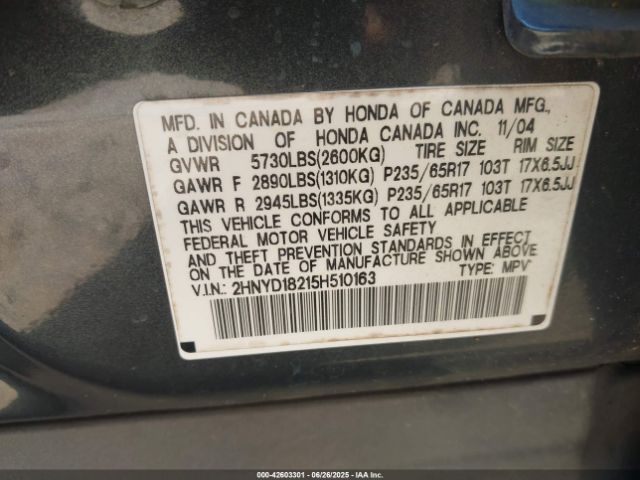 MFD. IN CANADA BY HONDA OF CANADA MFG.,
A DIVISION OF HONDA CANADA INC. 11/04
GVWR 5730LBS(2600KG) TIRE SIZE RIM SIZE
GAWR F 2890LBS(1310KG) P235/65R17 103T 17X6.5JJ
GAWR R 2945LBS(1335KG) P235/65R17 103T 17X6.5JJ
THIS VEHICLE CONFORMS TO ALL APPLICABLE
FEDERAL MOTOR VEHICLE SAFETY
AND THEFT PREVENTION STANDARDS IN EFFECT
ON THE DATE OF MANUFACTURE SHOWN ABOVE
V.I.N.: 2HNYD18215H510163 TYPE: MPV
000-42603301 - 06/26/2025 - IAAI.COM